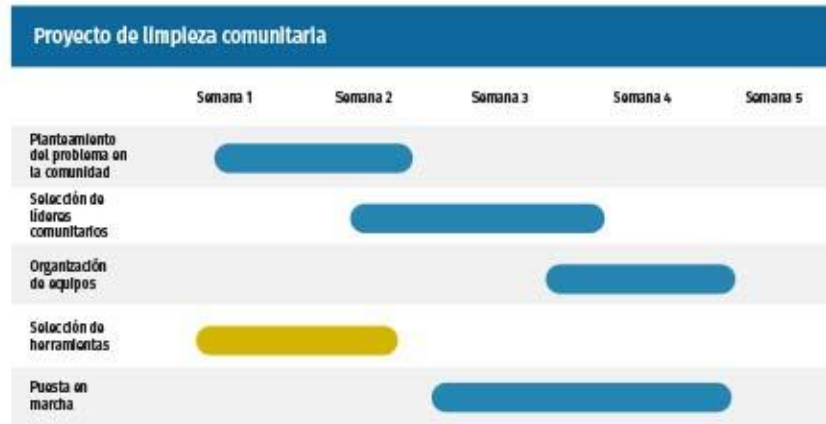 Proyecto de limpieza comunitaria
Semana 1 Semana 2 Semana 3 Semana 4 Semana 5
Planteamiento
del problema en
la comunidad
Selección de
líderes
comunitarios
Organización
de equipos
Selección de
herramientas
Puesta en
marcha